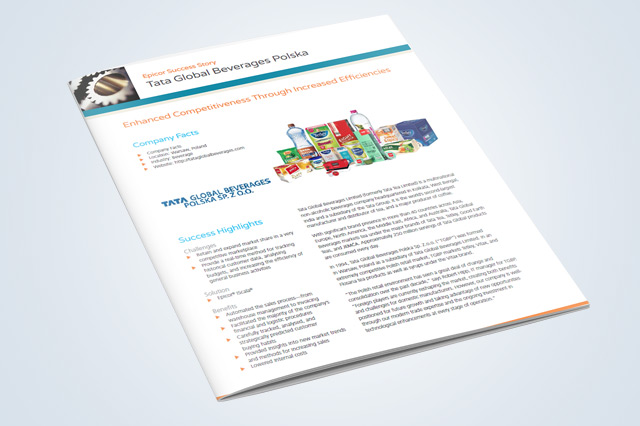 Epicor Success Story
Tata Global Beverages Polska
Enhanced Competitiveness Through Increased Efficiencies
Company Facts
Company Facts
Location: Warsaw, Poland
Industry: Beverage
Website: http://tataglobalbeverages.com
TATA GLOBAL BEVERAGES
POLSKA SP. Z O.O.
Success Highlights
Challenges
Retain and expand market share in a very
competitive marketplace
Provide a real-time method for tracking
historical customer data, analysing
budgets, and increasing the efficiency of
general business activities
Solution
Epicor® iScala®
Benefits
Automated the sales process—from
warehouse management to invoicing
Facilitated the majority of the company's
financial and logistic procedures
Carefully tracked, analysed, and
strategically predicted customer
buying habits
Provided insights into new market trends
and methods for increasing sales
Lowered internal costs
Tata Global Beverages Limited (formerly Tata Tea Limited) is a multinational
non-alcoholic beverages company headquartered in Kolkata, West Bengal,
India and a subsidiary of the Tata Group. It is the world's second-largest
manufacturer and distributor of tea, and a major producer of coffee.
With significant brand presence in more than 40 countries across Asia,
Europe, North America, the Middle East, Africa, and Australia, Tata Global
Beverages markets tea under the major brands of Tata Tea, Tetley, Good Earth
Teas, and JEMČA. Approximately 250 million servings of Tata Global products
are consumed every day.
In 1994, Tata Global Beverages Polska Sp. z o.o. ("TGBP") was formed
in Warsaw, Poland as a subsidiary of Tata Global Beverages Limited. In an
extremely competitive Polish retail market, TGBP markets Tetley, Vitax, and
Flosana tea products as well as syrups under the Vitax brand.
"The Polish retail environment has seen a great deal of change and
consolidation over the past decade," says Robert Hipp, IT manager for TGBP.
"Foreign players are currently reshaping the market, creating both benefits
and challenges for domestic manufacturers. However, our company is well-
positioned for future growth and taking advantage of new opportunities
through our modern trade expertise and the ongoing investment in
technological enhancements at every stage of operation."